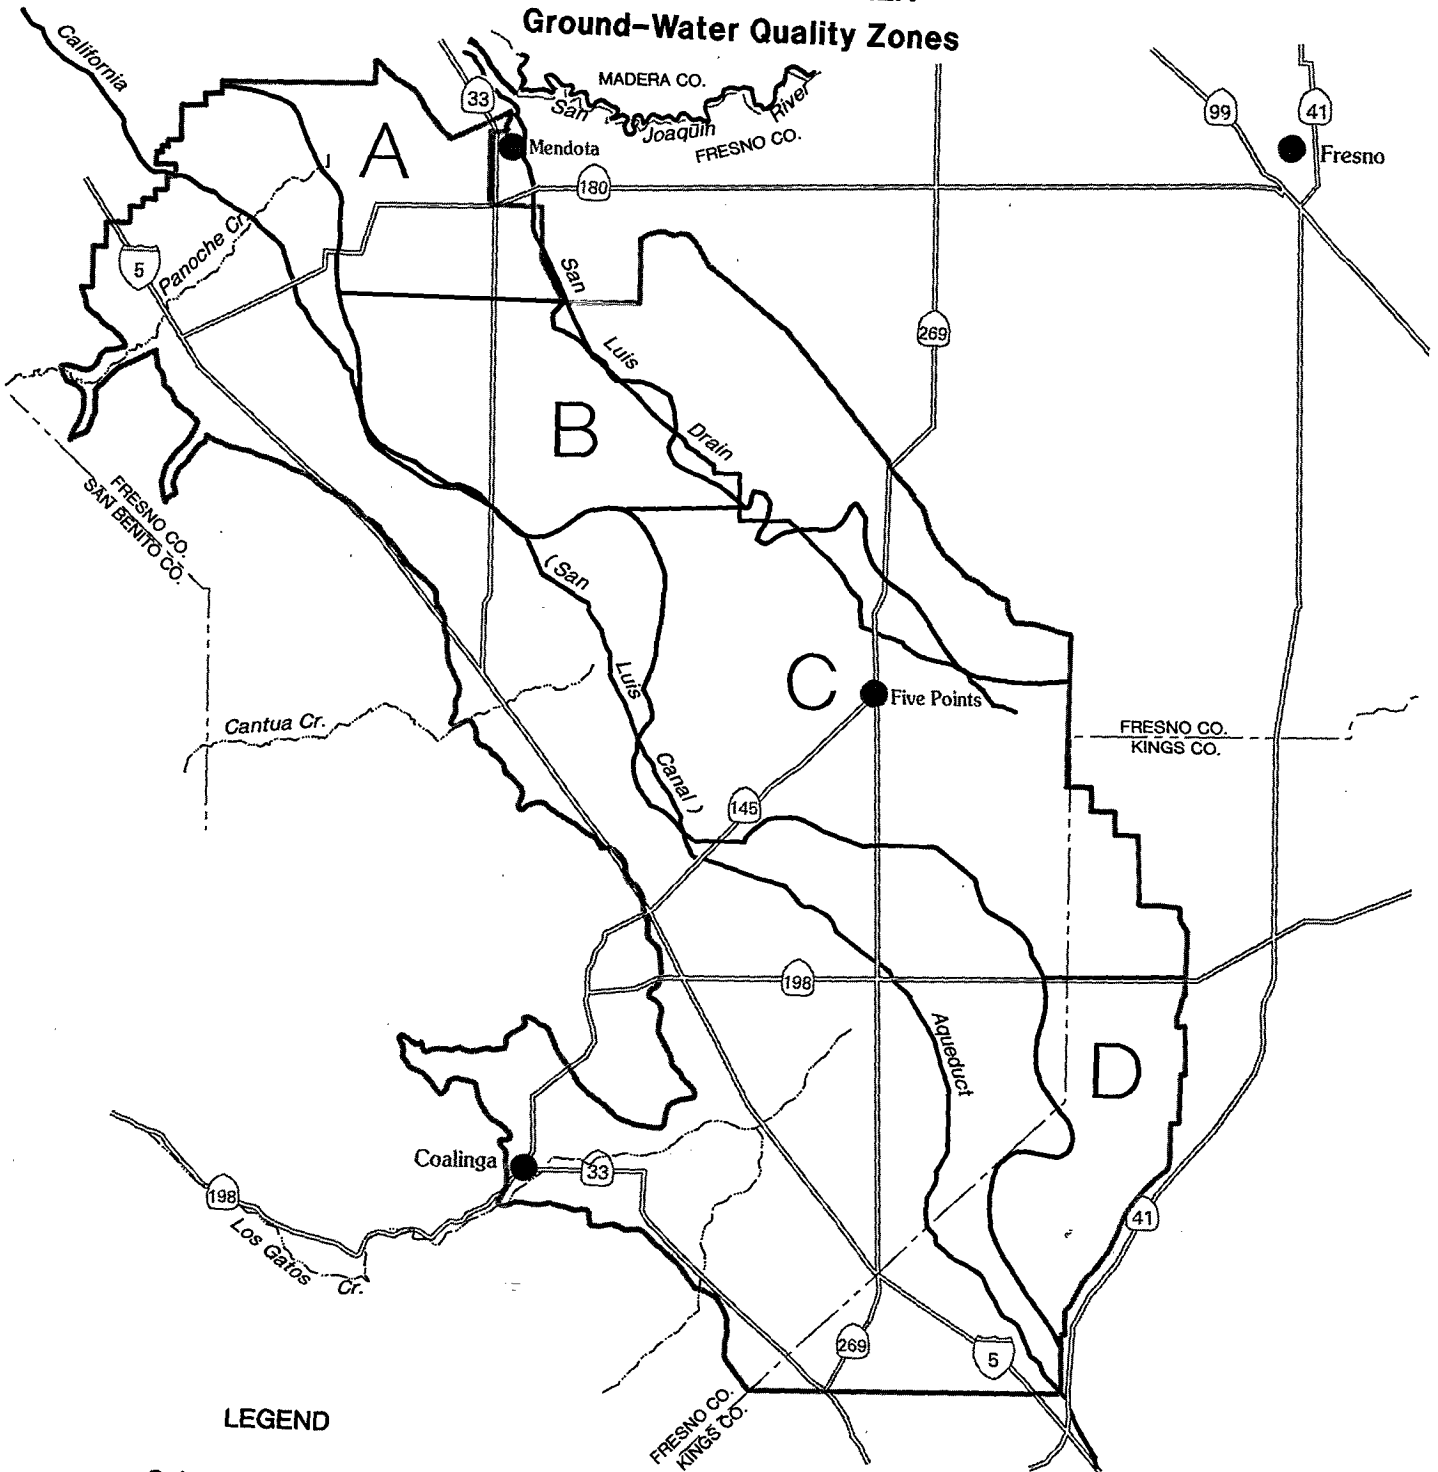 Ground–Water Quality Zones
California
33
MADERA CO.
San
Joaquin
River
FRESNO CO.
99
41
A
Mendota
Fresno
180
5
Panoche Cr.
San
Luis
Drain
269
B
FRESNO CO.
SAN BENITO CO.
(San
Luis
Canal)
C
Five Points
Cantua Cr.
FRESNO CO.
KINGS CO.
145
198
Aqueduct
D
Coalinga
33
198
Los Gatos
Cr.
41
269
5
FRESNO CO.
KINGS CO.
LEGEND